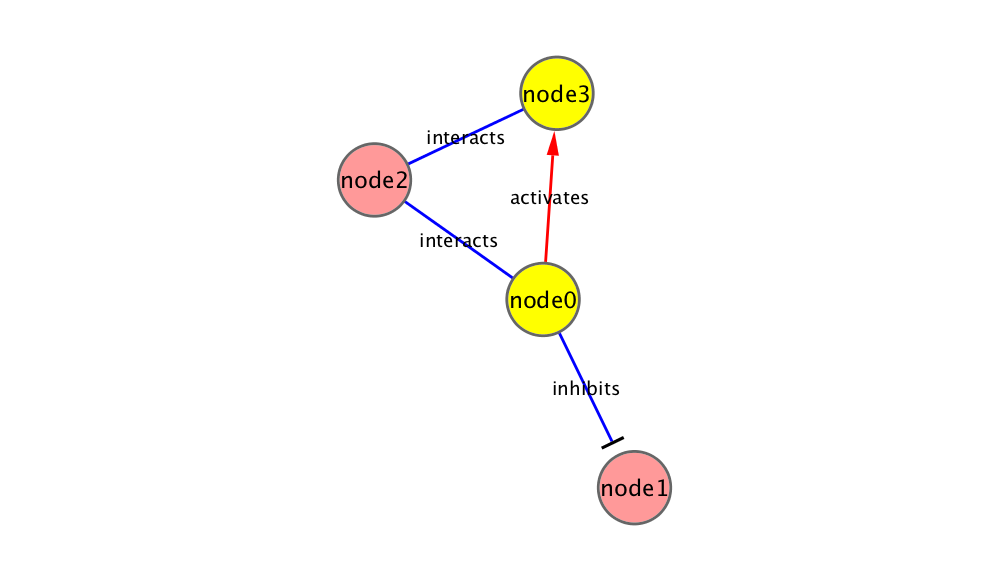 node3
interacts
node2
activates
interacts
node0
inhibits
node1